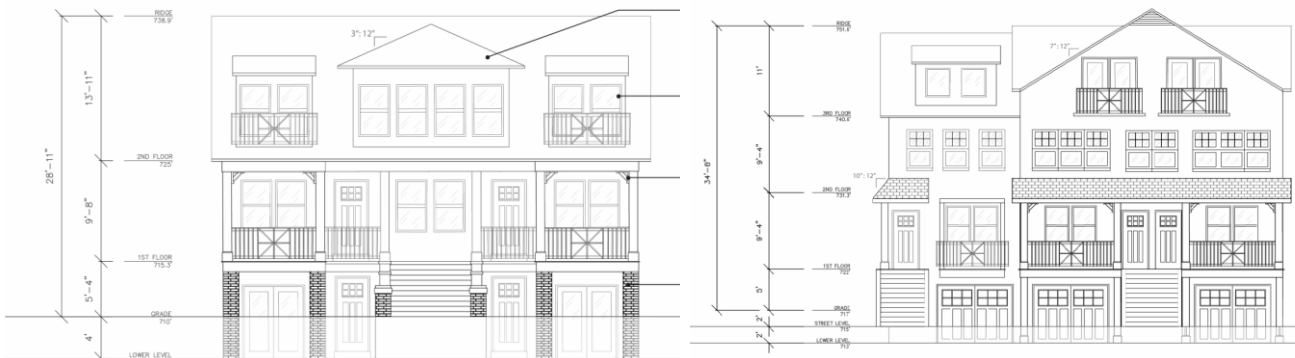 RIDGE
738.9'
3": 12"
13'-11"
2ND FLOOR
725'
28'-11"
9'-8"
1ST FLOOR
715.3'
5'-4"
GRADE
710'
4'
LOWER LEVEL
RIDGE
751.6'
7": 12"
11'
3RD FLOOR
740.6'
9'-4"
34'-8"
10": 12"
2ND FLOOR
731.3'
9'-4"
1ST FLOOR
722'
5'
GRADE
717'
2'
STREET LEVEL
715'
2'
LOWER LEVEL
713'